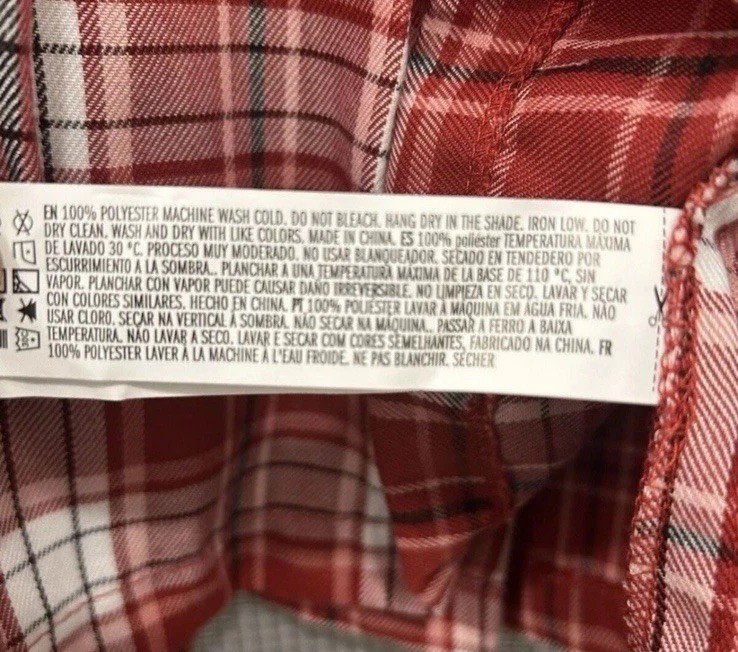 EN 100% POLYESTER MACHINE WASH COLD. DO NOT BLEACH. HANG DRY IN THE SHADE. IRON LOW. DO NOT
DRY CLEAN. WASH AND DRY WITH LIKE COLORS. MADE IN CHINA. ES 100% poliéster TEMPERATURA MÁXIMA
DE LAVADO 30 °C. PROCESO MUY MODERADO. NO USAR BLANQUEADOR. SECADO EN TENDEDERO POR
ESCURRIMIENTO A LA SOMBRA.. PLANCHAR A UNA TEMPERATURA MÁXIMA DE LA BASE DE 110 °C, SIN
VAPOR. PLANCHAR CON VAPOR PUEDE CAUSAR DAÑO IRREVERSIBLE. NO LIMPIEZA EN SECO. LAVAR Y SECAR
CON COLORES SIMILARES. HECHO EN CHINA. PT 100% POLIÉSTER LAVAR À MÁQUINA EM ÁGUA FRIA. NÃO
USAR CLORO. SECAR NA VERTICAL À SOMBRA. NÃO SECAR NA MÁQUINA.. PASSAR A FERRO A BAIXA
TEMPERATURA. NÃO LAVAR A SECO. LAVAR E SECAR COM CORES SEMELHANTES, FABRICADO NA CHINA. FR
100% POLYESTER LAVER À LA MACHINE À L'EAU FROIDE. NE PAS BLANCHIR. SÉCHER